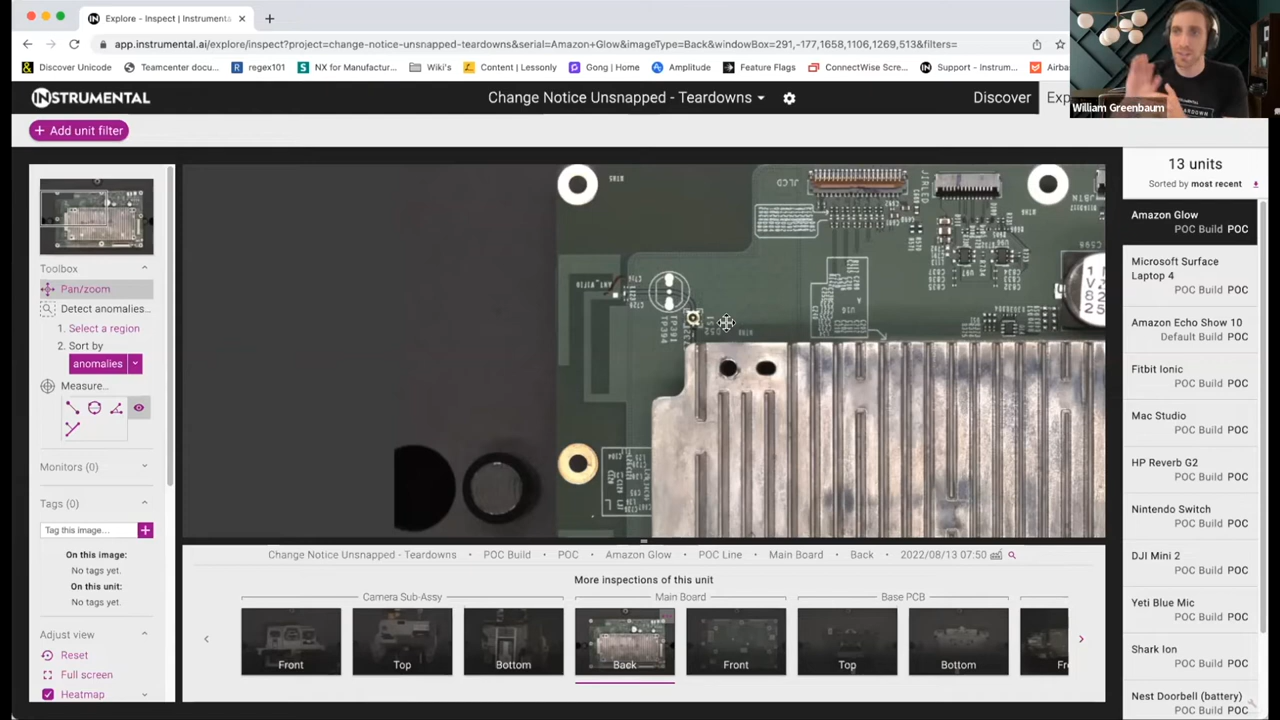 Explore - Inspect | Instrumenta
app.instrumental.ai/explore/inspect?project=change-notice-unsnapped-teardowns&serial=Amazon+Glow&imageType=Back&windowBox=291,-177,1658,1106,1269,513&filters=
Discover Unicode
Teamcenter docu...
regex101
NX for Manufactur...
Wiki's
Content | Lessonly
Gong | Home
Amplitude
Feature Flags
ConnectWise Scre...
Support - Instrum...
Airba
William Greenbaum
INSTRUMENTAL
Change Notice Unsnapped - Teardowns
Discover
Exp
+ Add unit filter
13 units
Sorted by most recent
Toolbox
Pan/zoom
Detect anomalies...
1. Select a region
2. Sort by
anomalies
Measure...
Monitors (0)
Tags (0)
Tag this image...
On this image:
No tags yet.
On this unit:
No tags yet.
Adjust view
Reset
Full screen
Heatmap
JLCD
C596
1
V82
825
Amazon Glow
POC Build POC
Microsoft Surface
Laptop 4
POC Build POC
Amazon Echo Show 10
Default Build POC
Fitbit Ionic
POC Build POC
Mac Studio
POC Build POC
HP Reverb G2
POC Build POC
Nintendo Switch
POC Build POC
DJI Mini 2
POC Build POC
Yeti Blue Mic
POC Build POC
Shark Ion
POC Build POC
Nest Doorbell (battery)
POC Build POC
Change Notice Unsnapped - Teardowns • POC Build • POC • Amazon Glow • POC Line • Main Board • Back • 2022/08/13 07:50
More inspections of this unit
Camera Sub-Assy
Main Board
Base PCB
Front
Top
Bottom
Back
Front
Top
Bottom
Fr